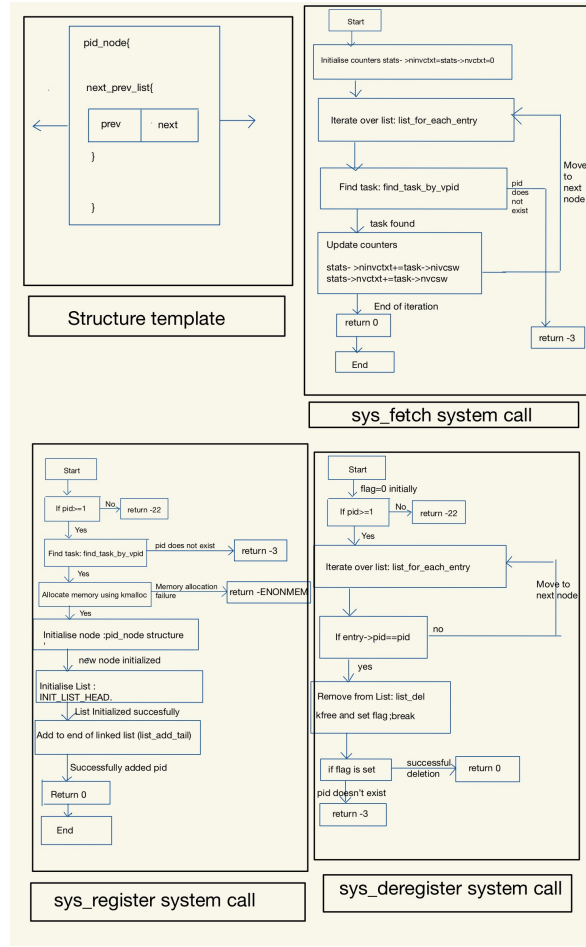 pid_node{
next_prev_list{
prev
next
}
}
Structure template
Start
Initialise counters stats- >ninvctxt=stats->nvctxt=0
Iterate over list: list_for_each_entry
Move
to
next
node
Find task: find_task_by_vpid
pid
does
not
exist
task found
Update counters
stats- >ninvctxt+=task->nivcsw
stats->nvctxt+=task->nvcsw
End of iteration
return 0
return -3
End
sys_fetch system call
Start
If pid>=1
No
return -22
Yes
Find task: find_task_by_vpid
pid does not exist
return -3
Yes
Allocate memory using kmalloc
Memory allocation
failure
return -ENONMEM
Yes
Initialise node :pid_node structure
new node initialized
Initialise List :
INIT_LIST_HEAD.
List Initialized succesfully
Add to end of linked list (list_add_tail)
Successfully added pid
Return 0
End
sys_register system call
Start
flag=0 initially
If pid>=1
No
return -22
Yes
Iterate over list: list_for_each_entry
Move to
next node
If entry->pid==pid
no
yes
Remove from List: list_del
kfree and set flag ;break
if flag is set
successful
deletion
return 0
pid doesn't exist
return -3
sys_deregister system call